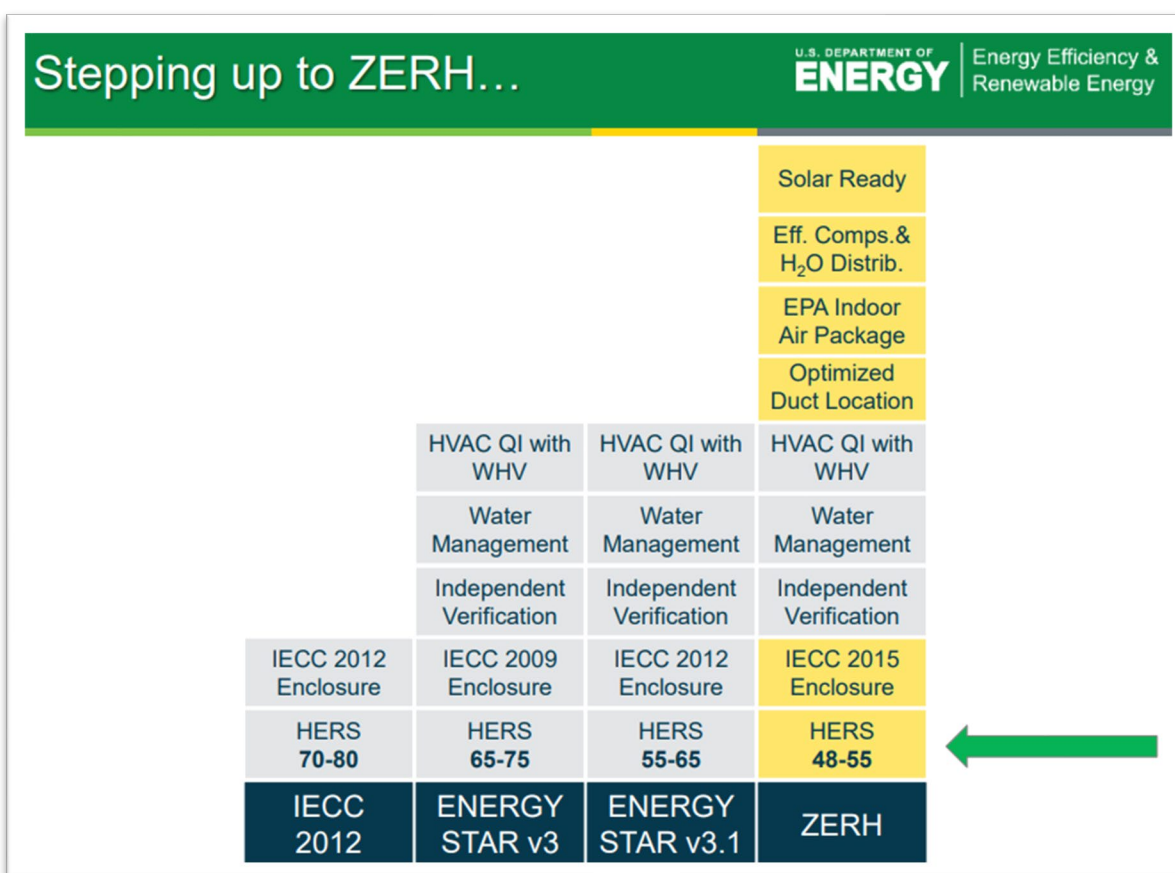 Stepping up to ZERH...
U.S. DEPARTMENT OF
ENERGY
Energy Efficiency &
Renewable Energy
Solar Ready
Eff. Comps.&
H₂O Distrib.
EPA Indoor
Air Package
Optimized
Duct Location
HVAC QI with
WHV
HVAC QI with
WHV
HVAC QI with
WHV
Water
Management
Water
Management
Water
Management
Independent
Verification
Independent
Verification
Independent
Verification
IECC 2012
Enclosure
IECC 2009
Enclosure
IECC 2012
Enclosure
IECC 2015
Enclosure
HERS
70-80
HERS
65-75
HERS
55-65
HERS
48-55
IECC
2012
ENERGY
STAR v3
ENERGY
STAR v3.1
ZERH